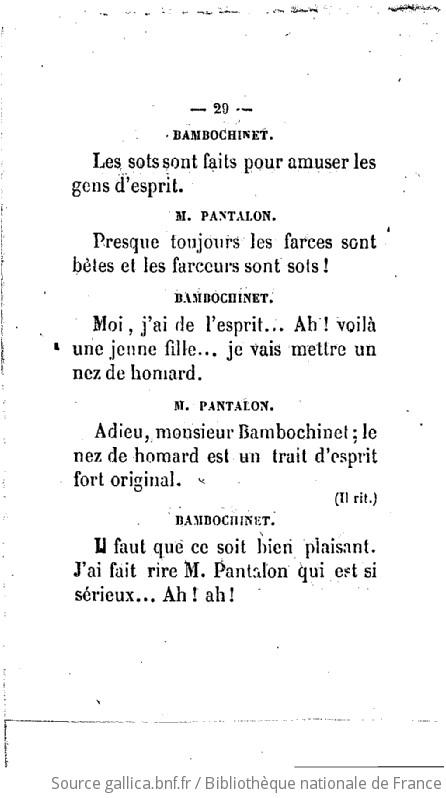 — 29 —
BAMBOCHINET.
Les sots sont faits pour amuser les
gens d'esprit.
M. PANTALON.
Presque toujours les farces sont
bêtes et les farceurs sont sots !
BAMBOCHINET.
Moi, j'ai de l'esprit... Ah ! voilà
une jeune fille... je vais mettre un
nez de homard.
M. PANTALON.
Adieu, monsieur Bambochinet ; le
nez de homard est un trait d'esprit
fort original.
(Il rit.)
BAMBOCHINET.
Il faut que ce soit bien plaisant.
J'ai fait rire M. Pantalon qui est si
sérieux... Ah ! ah !
Source gallica.bnf.fr / Bibliothèque nationale de France